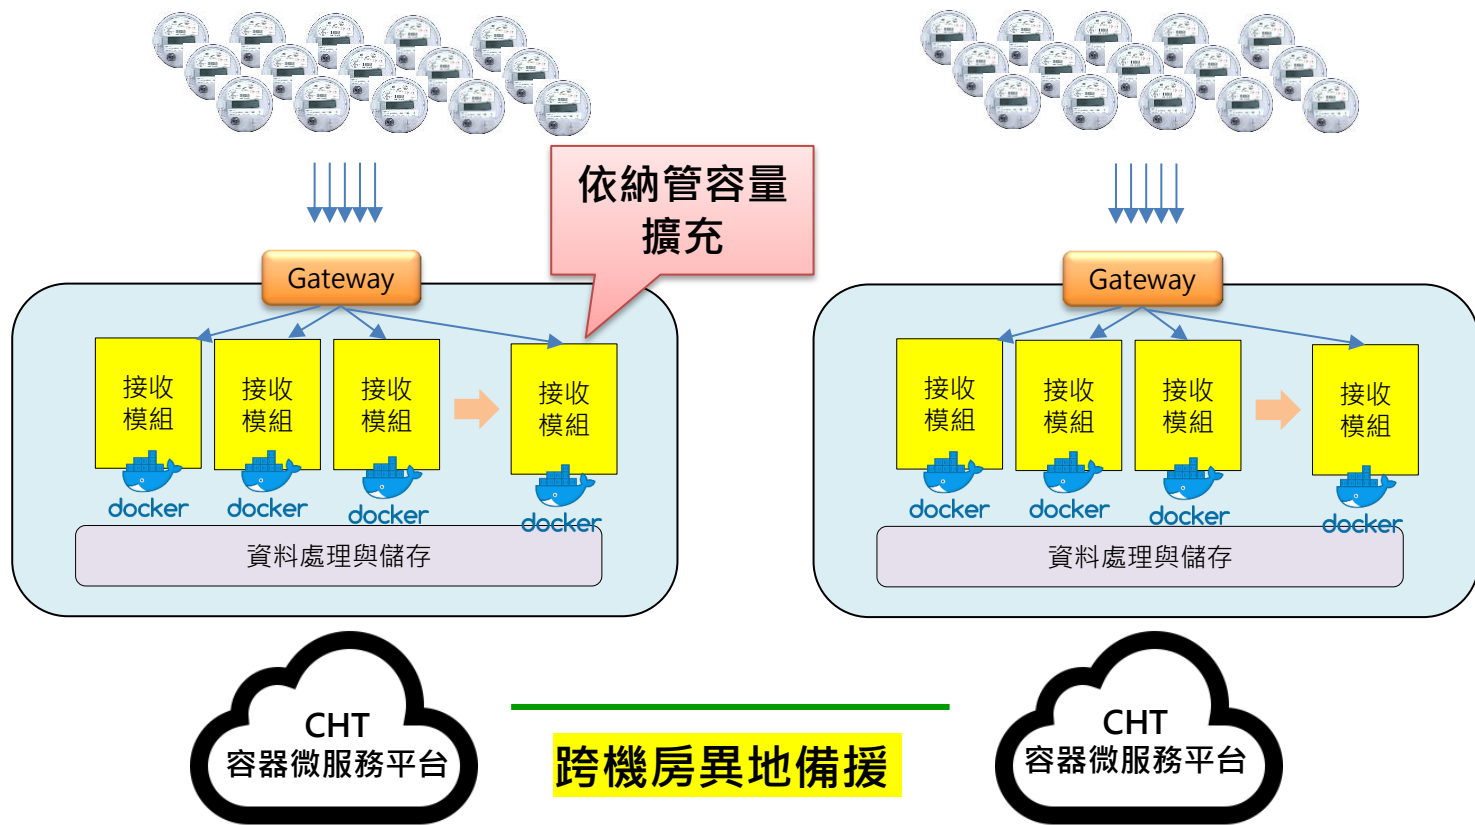 依納管容量
擴充
Gateway
接收
模組
接收
模組
接收
模組
接收
模組
docker
docker
docker
docker
資料處理與儲存
CHT
容器微服務平台
跨機房異地備援
Gateway
接收
模組
接收
模組
接收
模組
接收
模組
docker
docker
docker
docker
資料處理與儲存
CHT
容器微服務平台